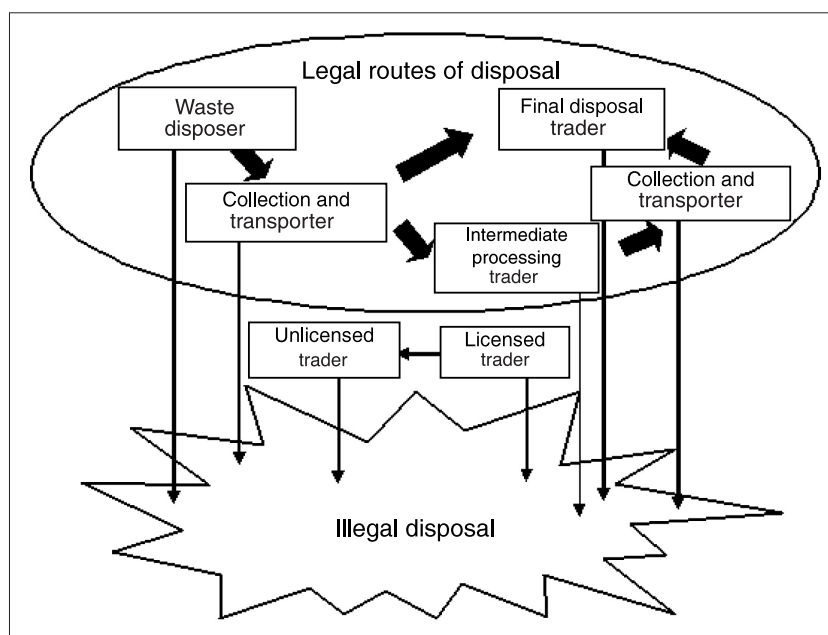 Legal routes of disposal
Waste
disposer
Final disposal
trader
Collection and
transporter
Collection and
transporter
Intermediate
processing
trader
Unlicensed
trader
Licensed
trader
Illegal disposal